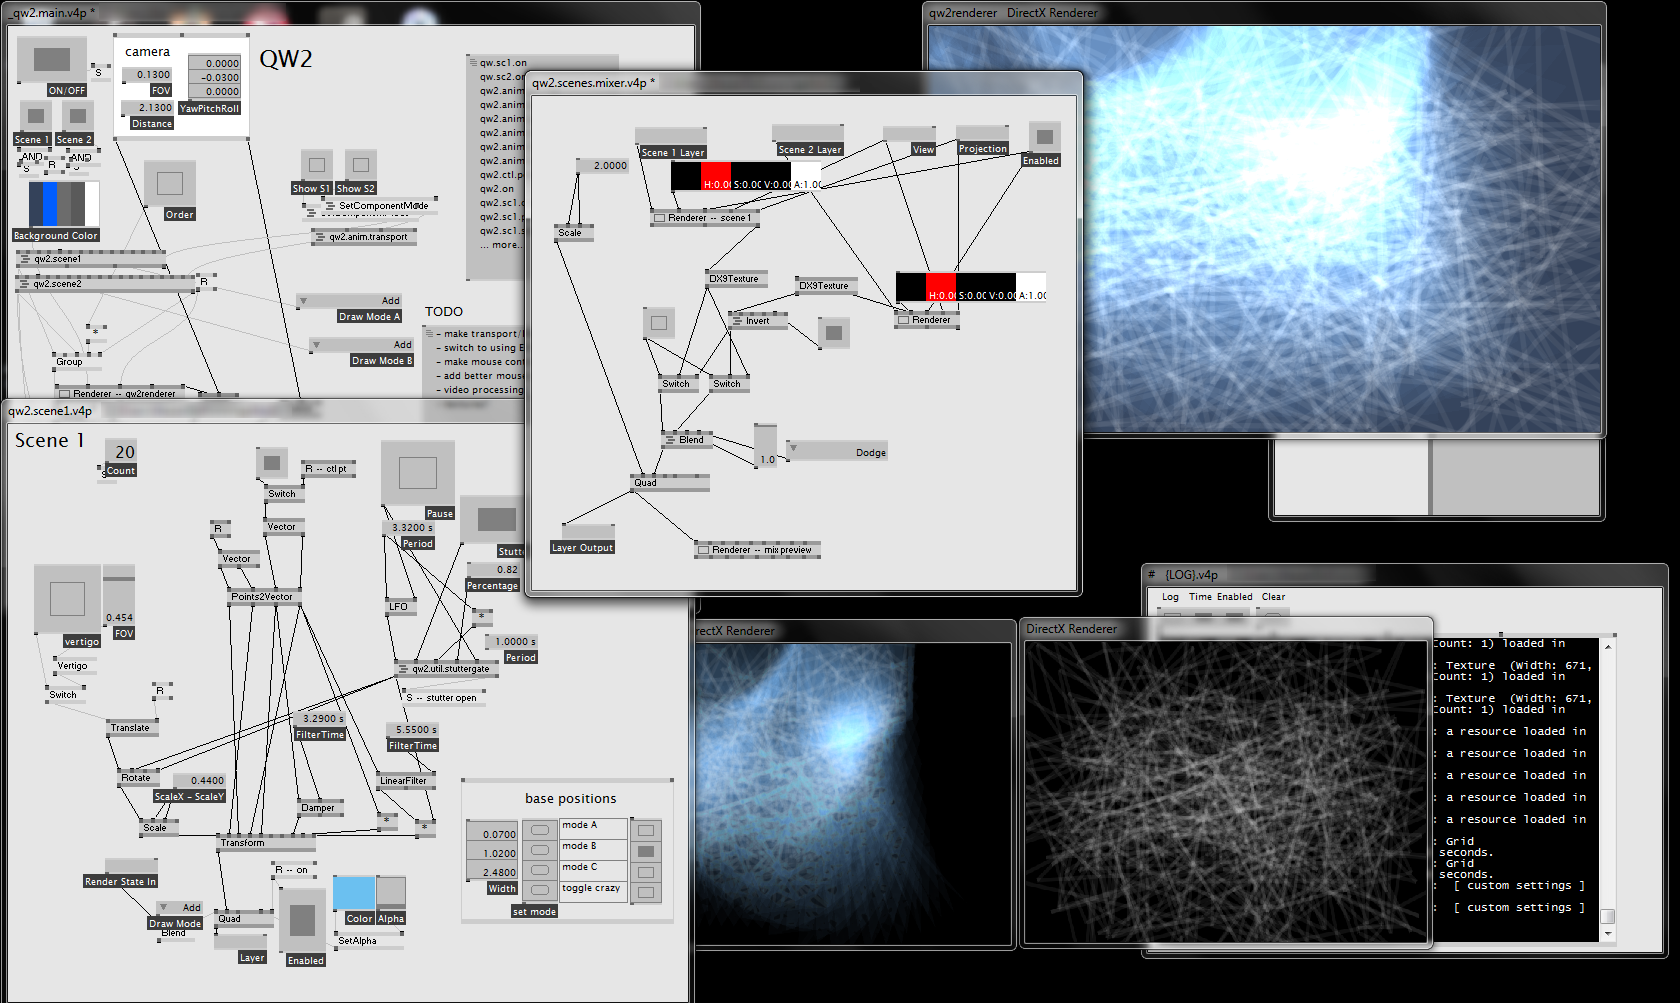 _qw2.main.v4p *
camera
QW2
0.1300
FOV
2.1300
Distance
0.0000
-0.0300
0.0000
YawPitchRoll
S
ON/OFF
Scene 1
Scene 2
AND
AND
S
R
S
Background Color
Order
Show S1
Show S2
SetComponentMode
qw2.anim.transport
qw2.scene1
qw2.scene2
R
Add
Draw Mode A
Add
Draw Mode B
*
Group
Renderer -- qw2renderer
qw.sc1.on
qw.sc2.on
qw2.anim
qw2.anim
qw2.anim
qw2.anim
qw2.anim
qw2.anim
qw2.ctl.p
qw2.on
qw2.sc1.
qw2.sc1.
qw2.sc1.
... more..
TODO
- make transport/
- switch to using E
- make mouse cont
- add better mouse
- video processing
qw2.scenes.mixer.v4p *
2.0000
Scale
Scene 1 Layer
H:0.00
S:0.00
V:0.00
A:1.00
Renderer -- scene1
Scene 2 Layer
View
Projection
Enabled
DX9Texture
DX9Texture
Invert
H:0.00
S:0.00
V:0.00
A:1.00
Renderer
Switch
Switch
Blend
1.0
Dodge
Quad
Layer Output
Renderer -- mix preview
qw2renderer
DirectX Renderer
qw2.scene1.v4p
Scene 1
20
Count
R -- ctl pt
Switch
R
Vector
Vector
Points2Vector
Pause
3.3200 s
Period
LFO
0.82
Percentage
*
1.0000 s
Period
qw2.util.stuttergate
S -- stutter open
0.454
vertigo
FOV
Vertigo
Switch
R
Translate
3.2900 s
FilterTime
5.5500 s
FilterTime
Rotate
0.4400
ScaleX - ScaleY
LinearFilter
Scale
Damper
*
*
Transform
base positions
0.0700
1.0200
2.4800
Width
mode A
mode B
mode C
toggle crazy
set mode
Render State In
R -- on
Add
Draw Mode
Blend
Quad
Layer
Enabled
Color
Alpha
SetAlpha
rectX Renderer
DirectX Renderer
# {LOG}.v4p
Log
Time
Enabled
Clear
Count: 1) loaded in
: Texture (Width: 671,
Count: 1) loaded in
: Texture (Width: 671,
Count: 1) loaded in
: a resource loaded in
: a resource loaded in
: a resource loaded in
: a resource loaded in
: a resource loaded in
: Grid
seconds.
: Grid
seconds.
: [ custom settings ]
: [ custom settings ]